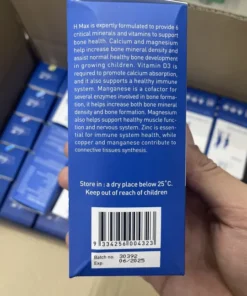 H Max is expertly formulated to provide 6
critical minerals and vitamins to support
bone health. Calcium and magnesium
help increase bone mineral density and
assist normal healthy bone development
in growing children. Vitamin D3 is
required to promote calcium absorption,
and it also supports a healthy immune
system. Manganese is a cofactor for
several enzymes involved in bone forma-
tion, it helps increase both bone mineral
density and bone formation. Magnesium
also helps support healthy muscle func-
tion and nervous system. Zinc is essen-
tial for immune system health, while
copper and manganese contribute to
connective tissues synthesis.
Store in : a dry place below 25°C.
Keep out of reach of children
9 334256 004323
Batch no. 30392
Exp. 06/2025